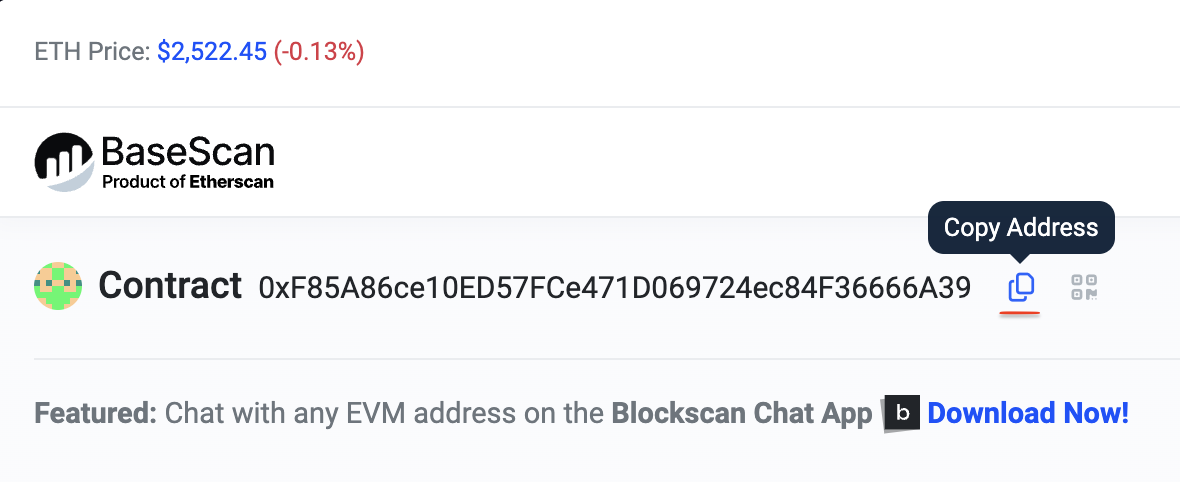 ETH Price: $2,522.45 (-0.13%)
BaseScan
Product of Etherscan
Copy Address
Contract 0xF85A86ce10ED57FCe471D069724ec84F36666A39
Featured: Chat with any EVM address on the Blockscan Chat App b Download Now!